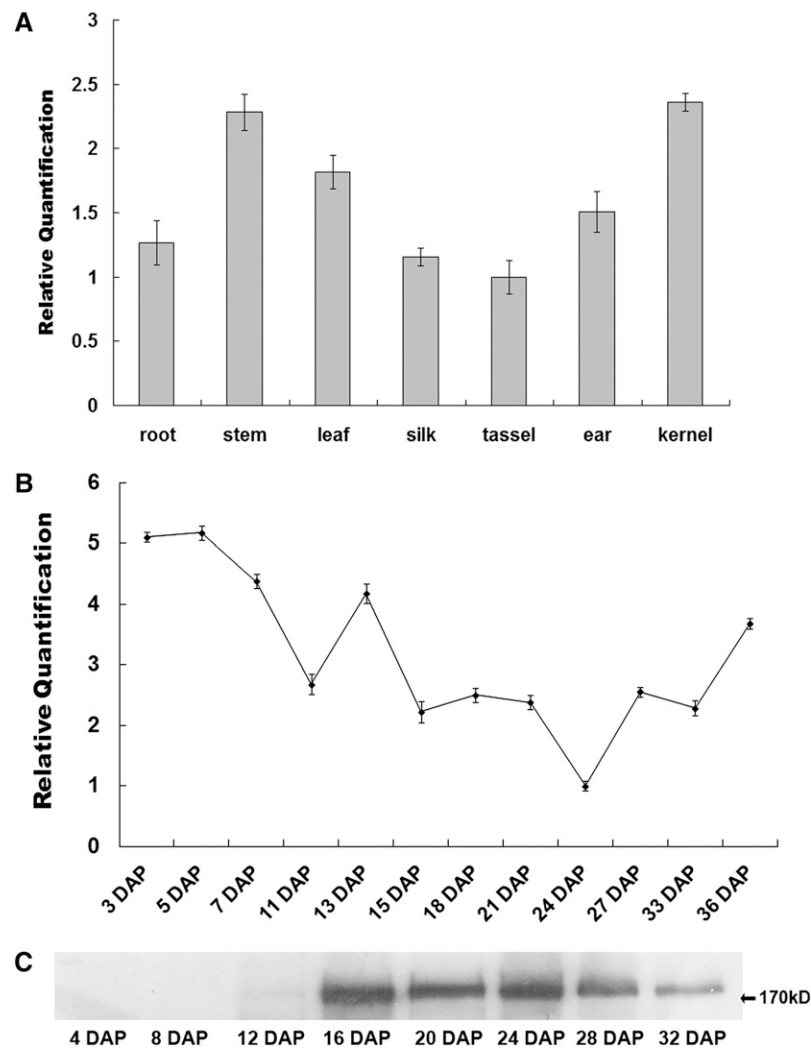 A
Relative Quantification
3
2.5
2
1.5
1
0.5
0
root stem leaf silk tassel ear kernel
B
Relative Quantification
6
5
4
3
2
1
0
3 DAP 5 DAP 7 DAP 11 DAP 13 DAP 15 DAP 18 DAP 21 DAP 24 DAP 27 DAP 33 DAP 36 DAP
C
170kD
4 DAP 8 DAP 12 DAP 16 DAP 20 DAP 24 DAP 28 DAP 32 DAP